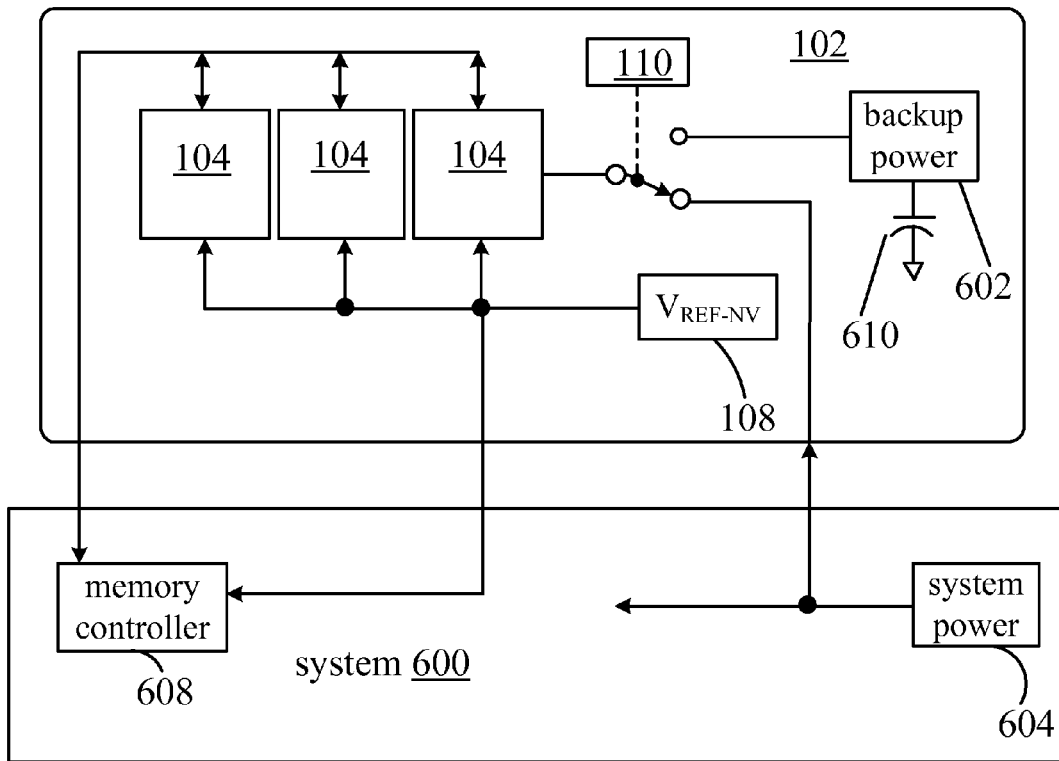 102
110
backup
power
104
104
104
602
610
V_REF-NV
108
memory
controller
system
power
system 600
608
604